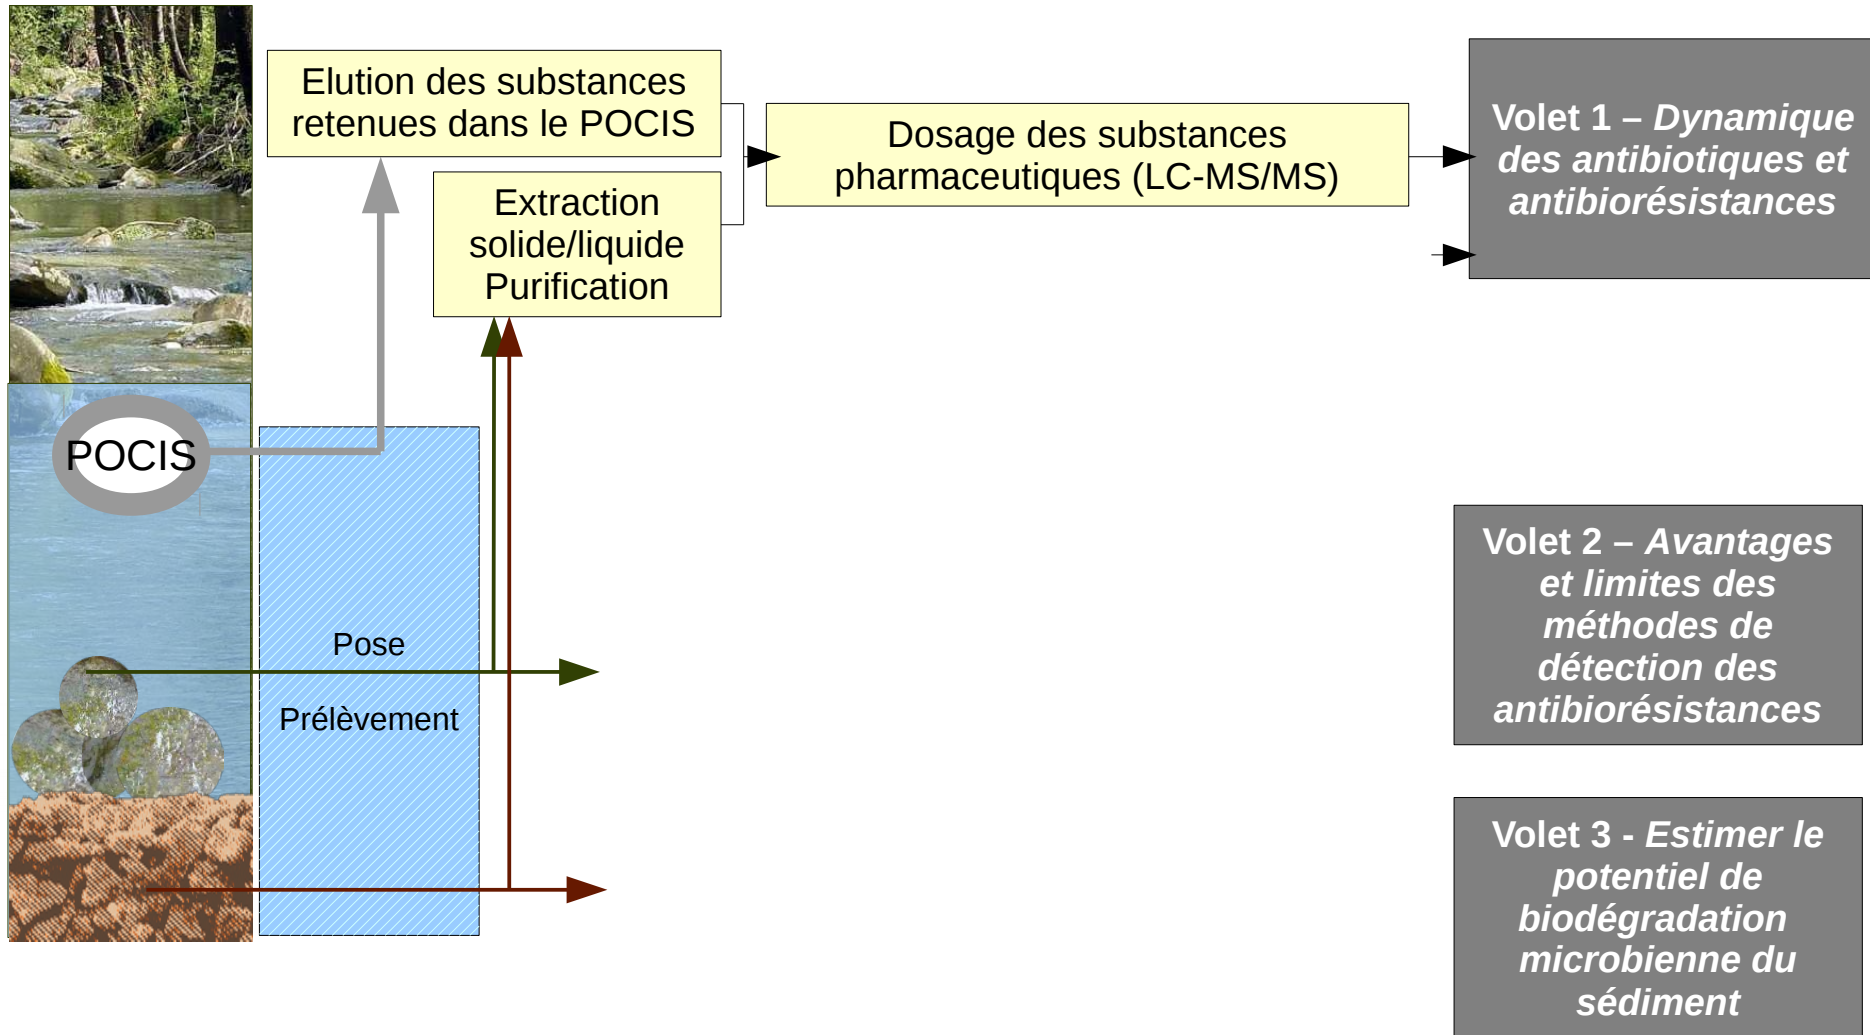 Elution des substances
retenues dans le POCIS
Extraction
solide/liquide
Purification
Dosage des substances
pharmaceutiques (LC-MS/MS)
Volet 1 – Dynamique
des antibiotiques et
antibiorésistances
POCIS
Pose
Prélèvement
Volet 2 – Avantages
et limites des
méthodes de
détection des
antibiorésistances
Volet 3 - Estimer le
potentiel de
biodégradation
microbienne du
sédiment